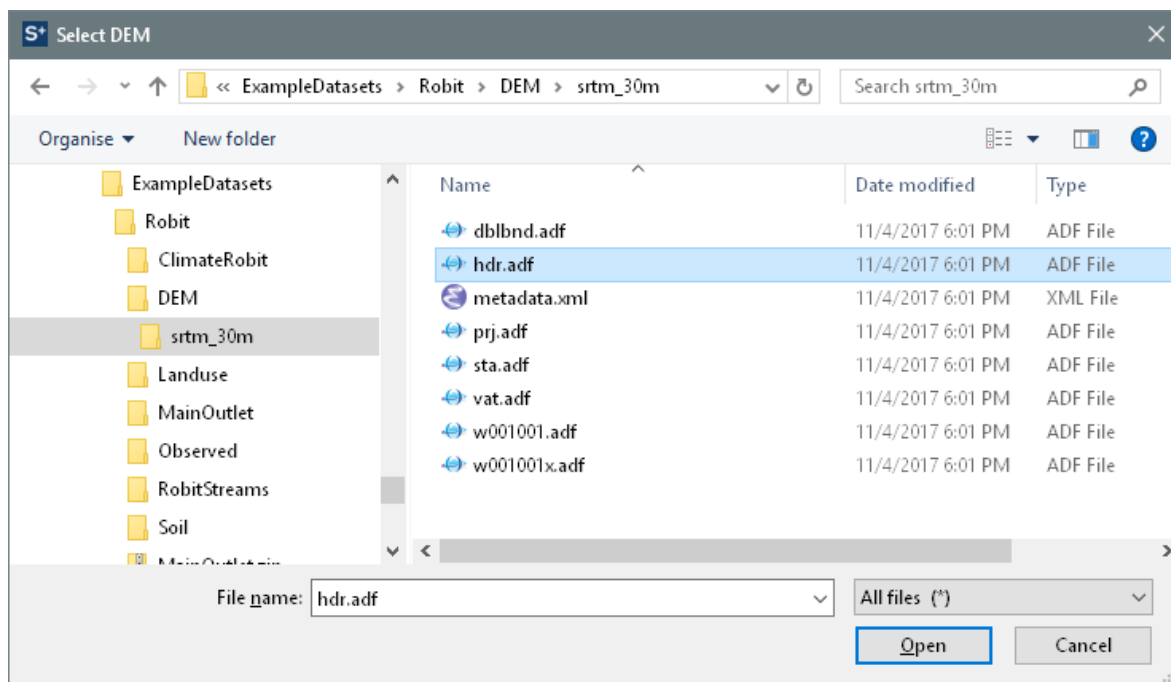 S+ Select DEM
« ExampleDatasets › Robit › DEM › srtm_30m
Search srtm_30m
Organise
New folder
?
ExampleDatasets
Robit
ClimateRobit
DEM
srtm_30m
Landuse
MainOutlet
Observed
RobitStreams
Soil
MainOutlet.zip
Name Date modified Type
dblbnd.adf 11/4/2017 6:01 PM ADF File
hdr.adf 11/4/2017 6:01 PM ADF File
metadata.xml 11/4/2017 6:01 PM XML File
prj.adf 11/4/2017 6:01 PM ADF File
sta.adf 11/4/2017 6:01 PM ADF File
vat.adf 11/4/2017 6:01 PM ADF File
w001001.adf 11/4/2017 6:01 PM ADF File
w001001x.adf 11/4/2017 6:01 PM ADF File
File name: hdr.adf
All files (*)
Open
Cancel